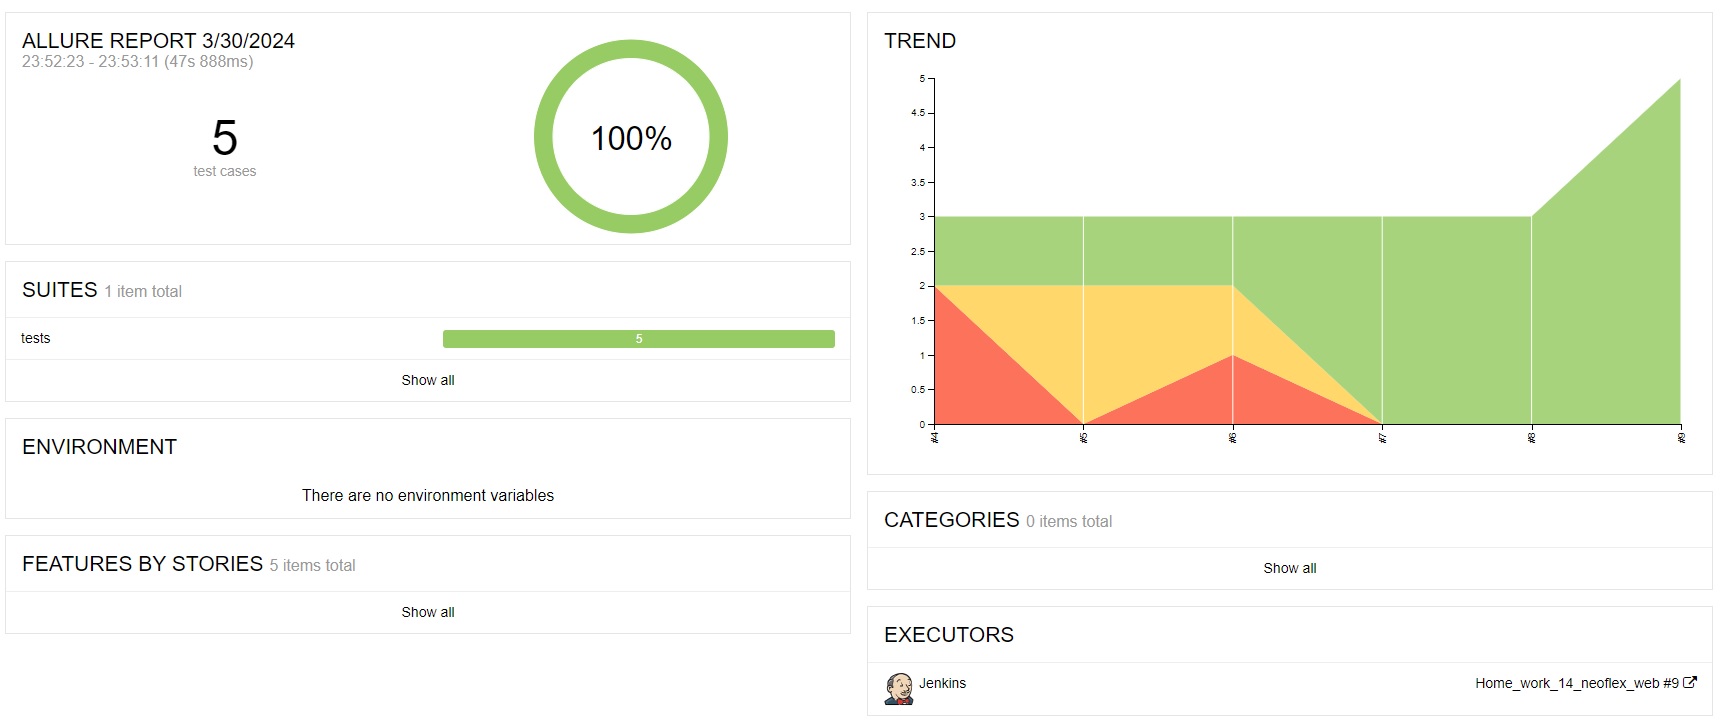 ALLURE REPORT 3/30/2024
23:52:23 - 23:53:11 (47s 888ms)
5
test cases
100%
SUITES 1 item total
tests 5
Show all
ENVIRONMENT
There are no environment variables
FEATURES BY STORIES 5 items total
Show all
TREND
5
4.5
4
3.5
3
2.5
2
1.5
1
0.5
0
#4
#5
#6
#7
#8
#9
CATEGORIES 0 items total
Show all
EXECUTORS
Jenkins Home_work_14_neoflex_web #9